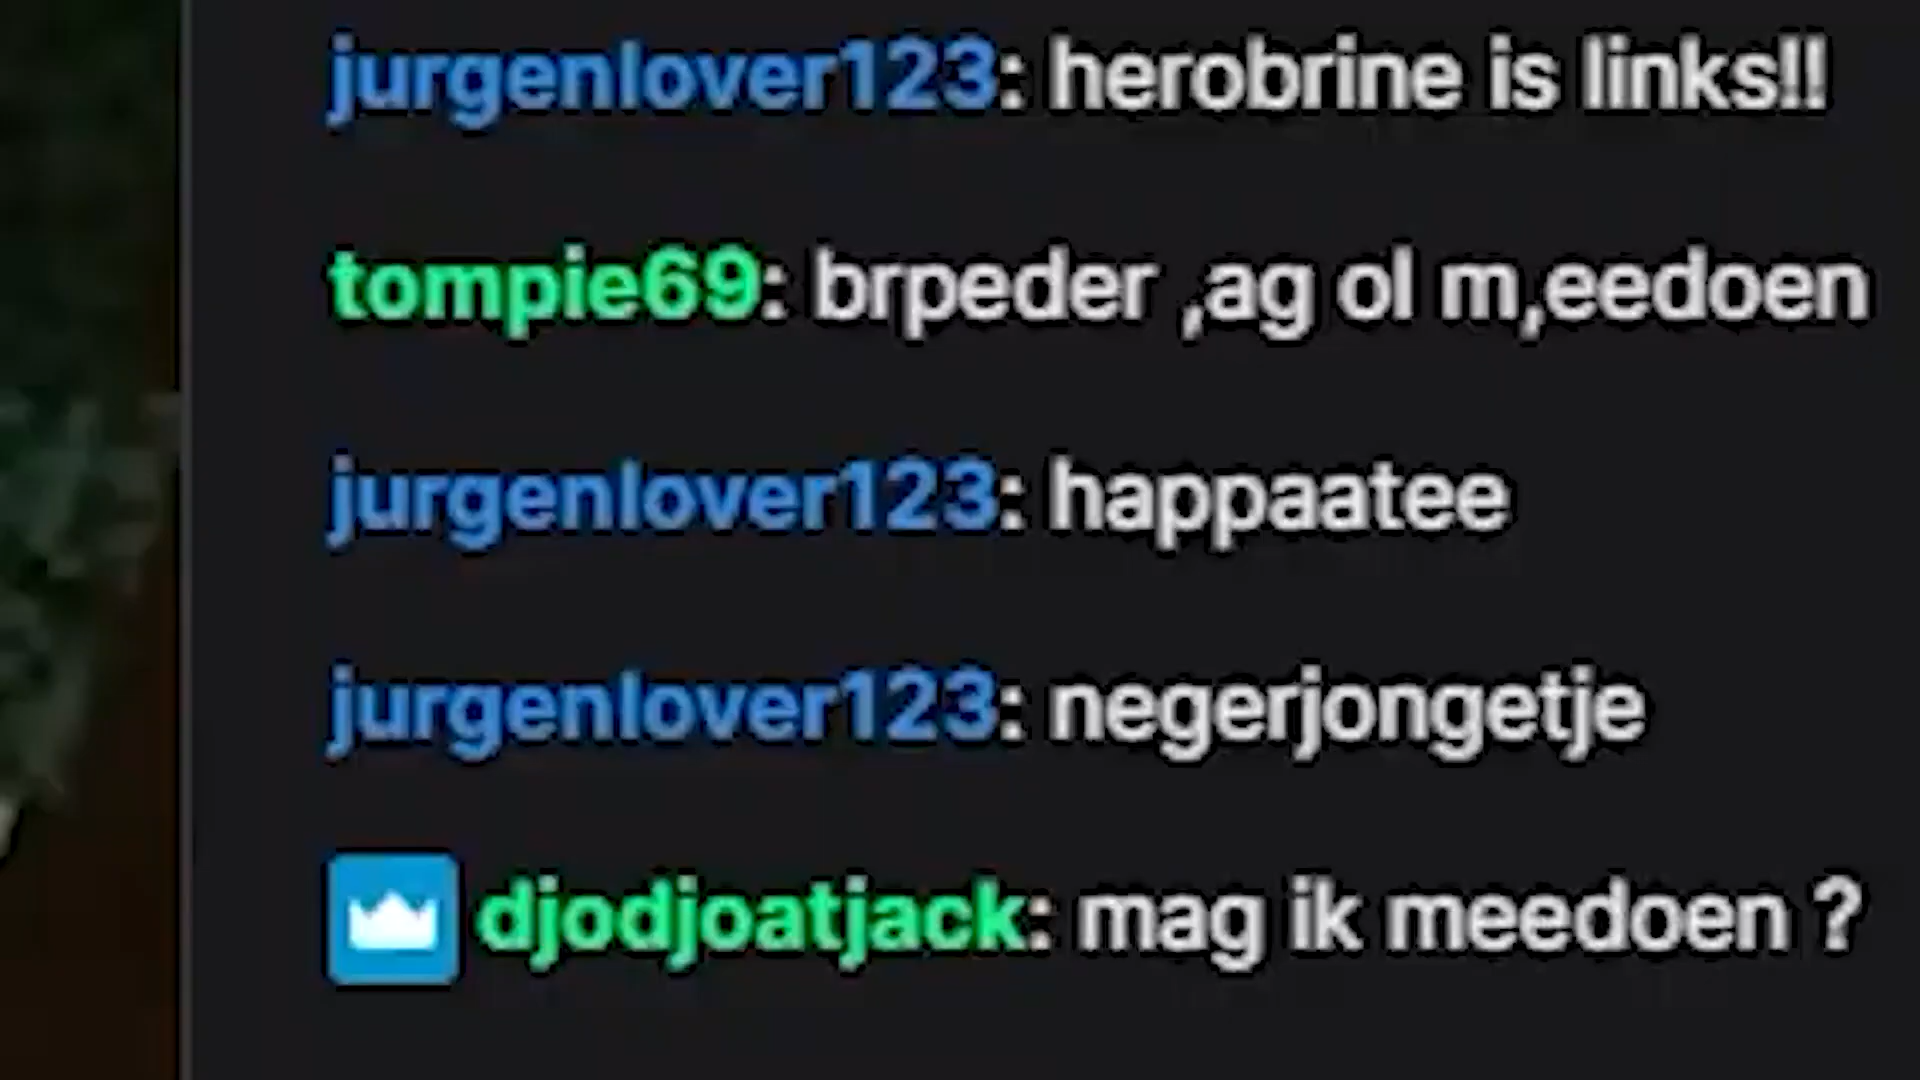 jurgenlover123: herobrine is links!!
tompie69: brpeder ,ag ol m,eedoen
jurgenlover123: happaatee
jurgenlover123: negerjongetje
djodjoatjack: mag ik meedoen ?